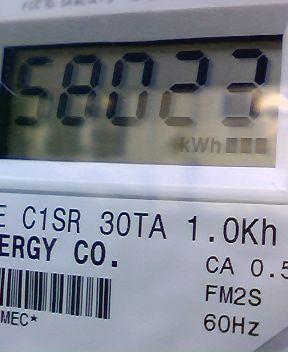 58023
kWh
E C1SR 30TA 1.0Kh
ERGY CO.
CA 0.5
FM2S
MEC*
60Hz